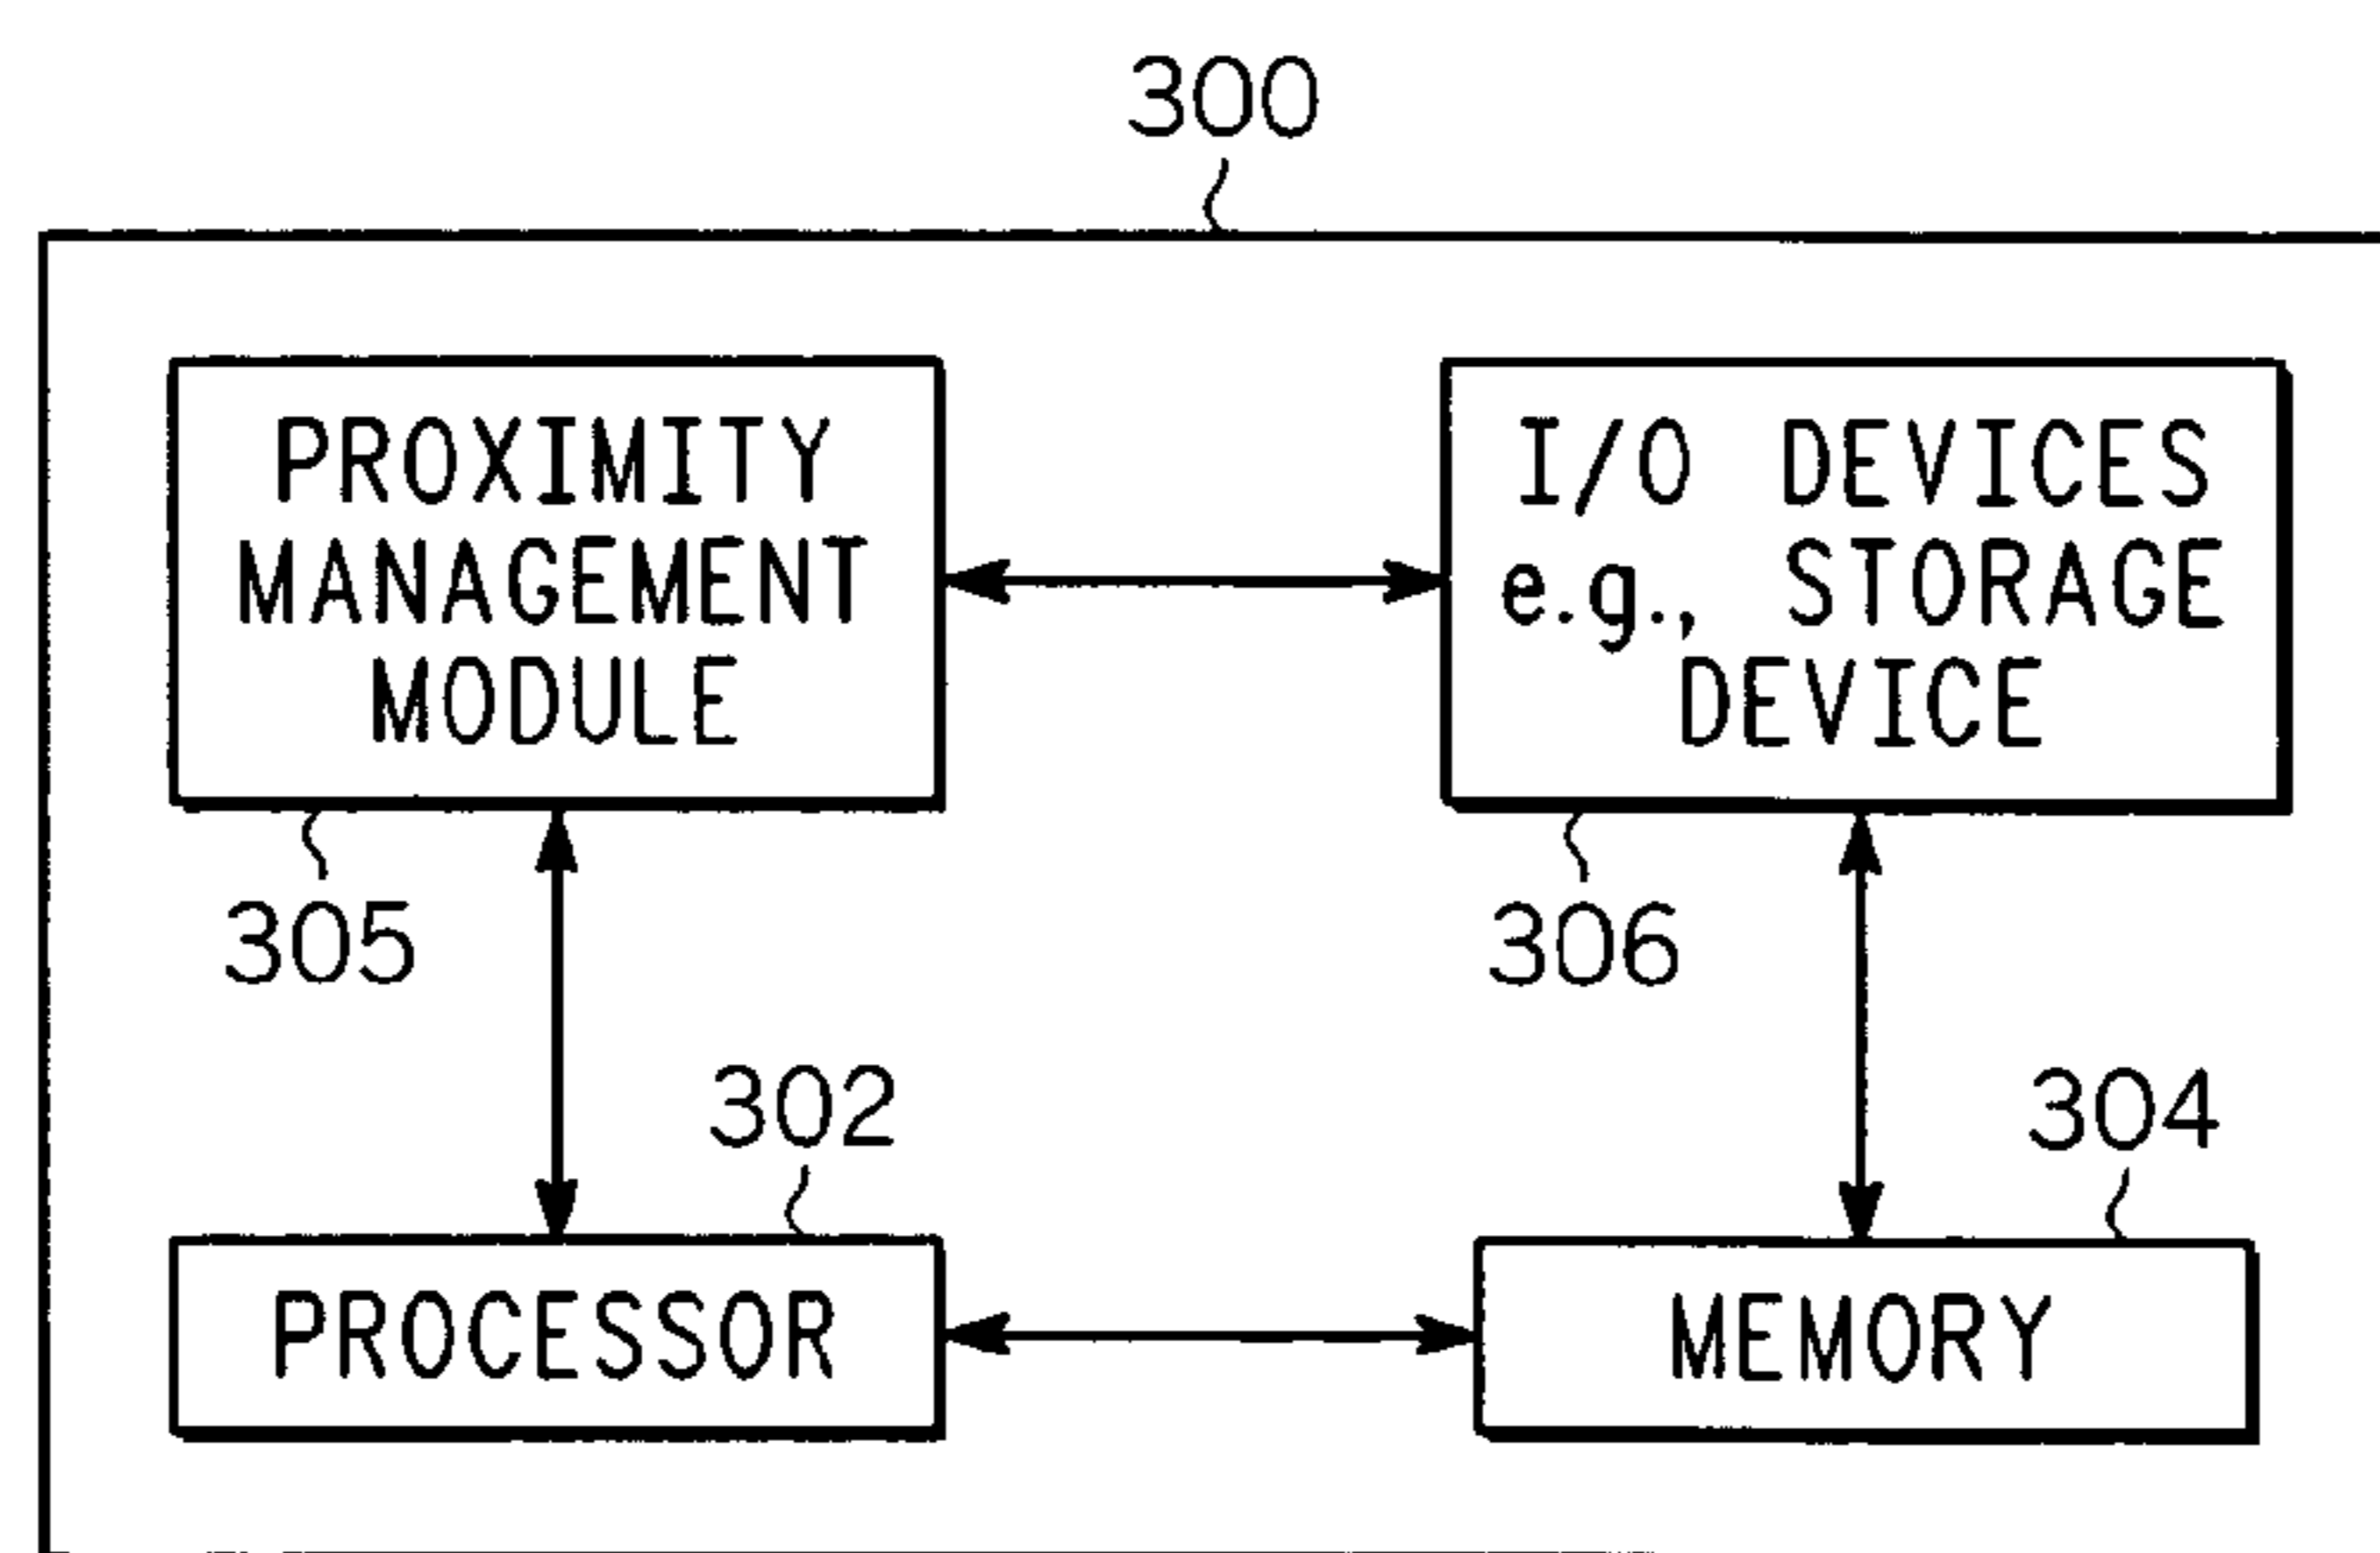 300
PROXIMITY
MANAGEMENT
MODULE
I/O DEVICES
e.g., STORAGE
DEVICE
305
306
302
304
PROCESSOR
MEMORY